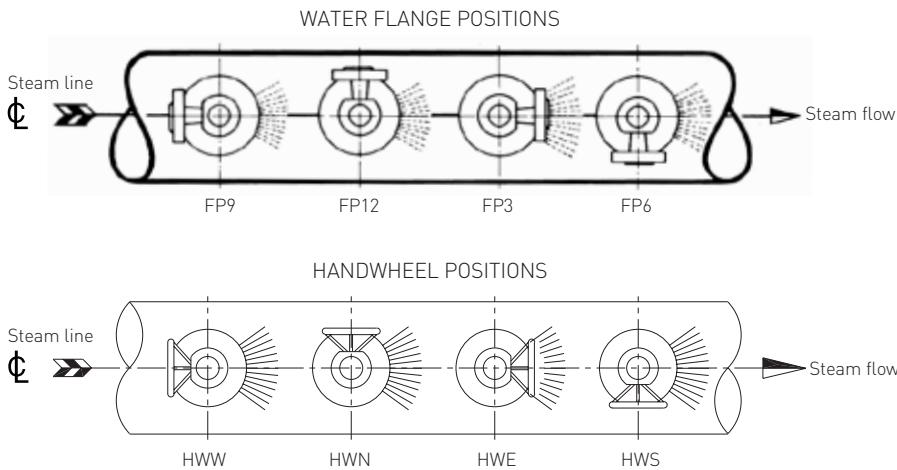 WATER FLANGE POSITIONS
Steam line
℄
Steam flow
FP9 FP12 FP3 FP6
HANDWHEEL POSITIONS
Steam line
℄
Steam flow
HWW HWN HWE HWS